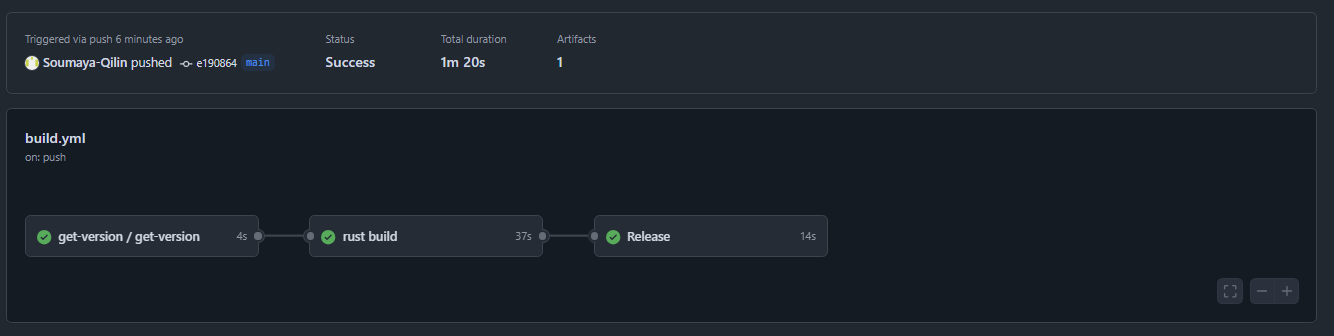 Triggered via push 6 minutes ago
Soumaya-Qilin pushed e190864 main
Status
Success
Total duration
1m 20s
Artifacts
1
build.yml
on: push
get-version / get-version 4s
rust build 37s
Release 14s